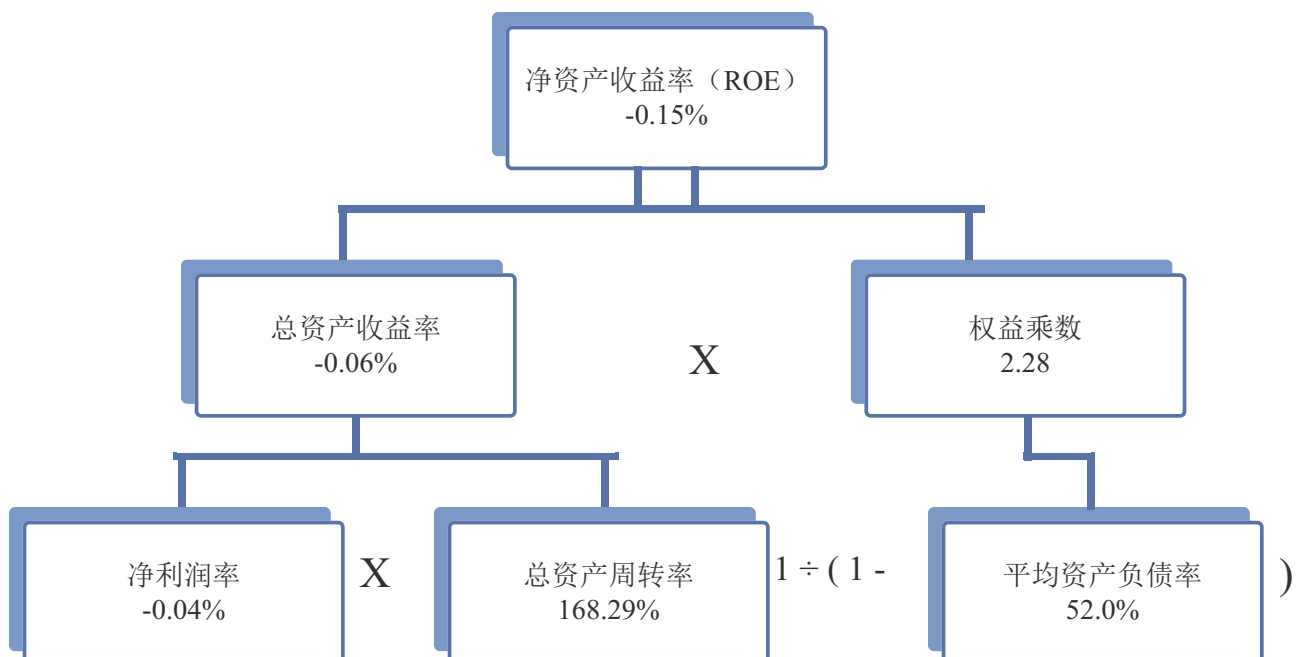 净资产收益率（ROE）
-0.15%
总资产收益率
-0.06%
X
权益乘数
2.28
净利润率
-0.04%
X
总资产周转率
168.29%
1 ÷ ( 1 -
平均资产负债率
52.0%
)